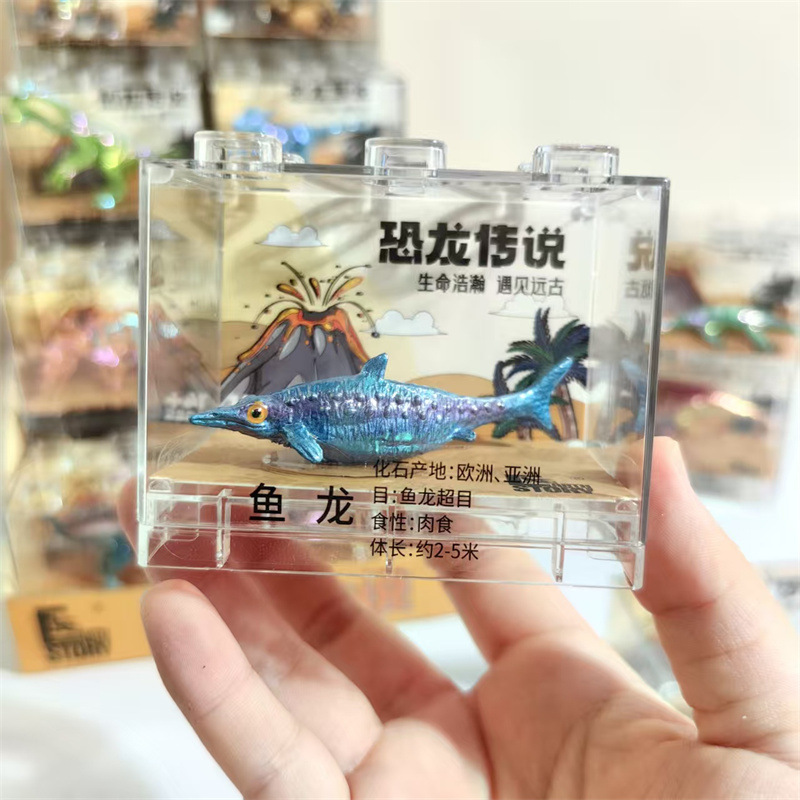 恐龙传说
生命浩瀚 遇见远古
鱼 龙
化石产地:欧洲、亚洲
目:鱼龙超目
食性:肉食
体长:约2-5米
STORY